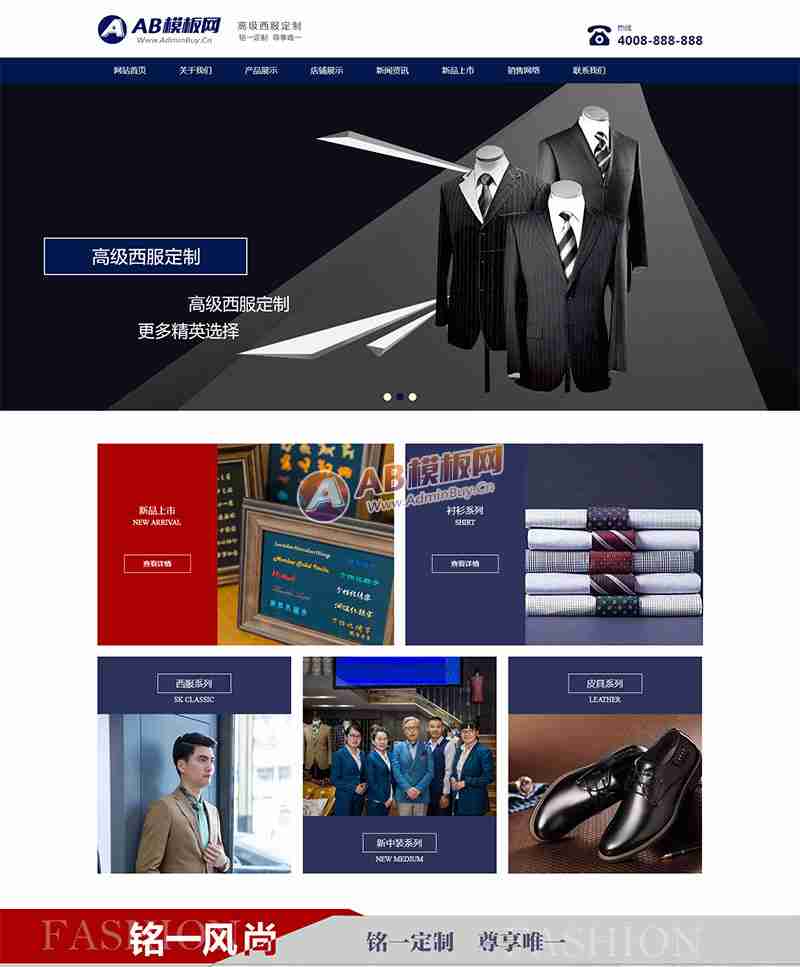 AB模板网
Www.AdminBuy.Cn
高级西服定制
铭一定制 尊享唯一
热线
4008-888-888
网站首页 关于我们 产品展示 店铺展示 新闻资讯 新品上市 销售网络 联系我们
高级西服定制
高级西服定制
更多精英选择
AB模板网
Www.AdminBuy.Cn
新品上市
NEW ARRIVAL
查看详情
衬衫系列
SHIRT
查看详情
西服系列
SK CLASSIC
新中装系列
NEW MEDIUM
皮具系列
LEATHER
FASHION
铭一风尚
铭一定制 尊享唯一
FASHION